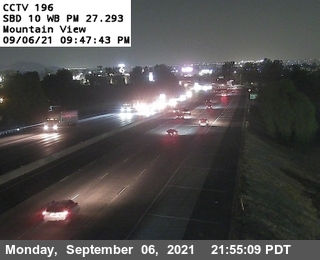 CCTV 196
SBD 10 WB PM 27.293
Mountain View
09/06/21 09:47:43 PM
Monday, September 06, 2021 21:55:09 PDT